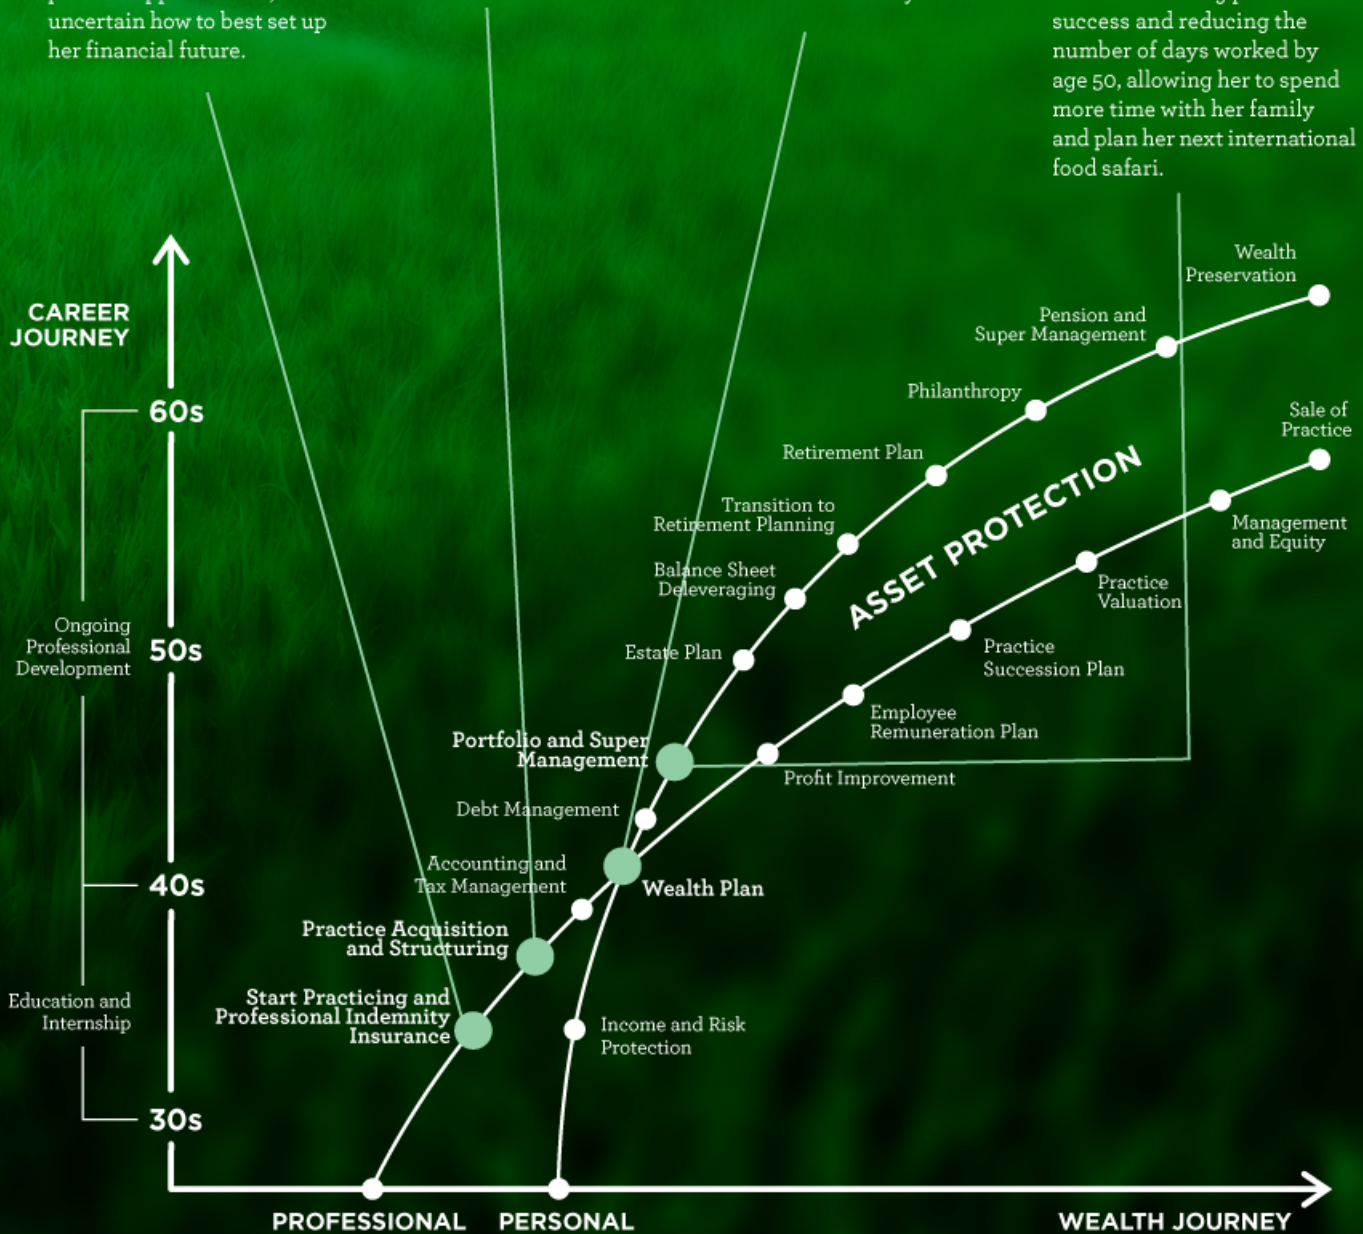 uncertain how to best set up
her financial future.
success and reducing the
number of days worked by
age 50, allowing her to spend
more time with her family
and plan her next international
food safari.
CAREER
JOURNEY
60s
50s
40s
30s
Ongoing
Professional
Development
Education and
Internship
Wealth
Preservation
Pension and
Super Management
Philanthropy
Retirement Plan
Transition to
Retirement Planning
Balance Sheet
Deleveraging
Estate Plan
Portfolio and Super
Management
Debt Management
Accounting and
Tax Management
Practice Acquisition
and Structuring
Start Practicing and
Professional Indemnity
Insurance
ASSET PROTECTION
Sale of
Practice
Management
and Equity
Practice
Valuation
Practice
Succession Plan
Employee
Remuneration Plan
Profit Improvement
Wealth Plan
Income and Risk
Protection
PROFESSIONAL
PERSONAL
WEALTH JOURNEY